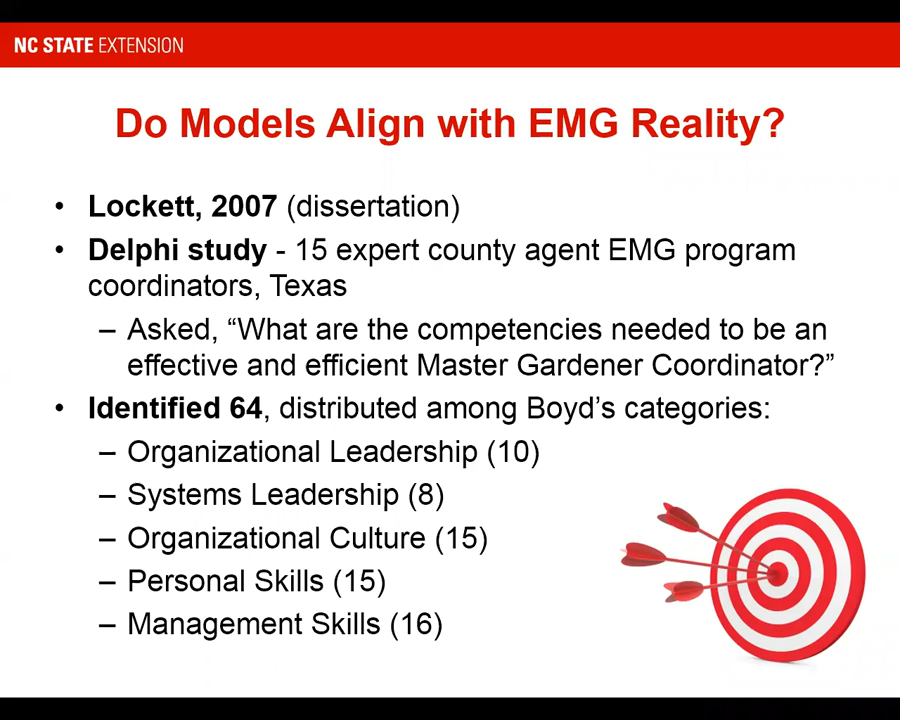 NC STATE EXTENSION
Do Models Align with EMG Reality?
• Lockett, 2007 (dissertation)
• Delphi study - 15 expert county agent EMG program
coordinators, Texas
– Asked, “What are the competencies needed to be an
effective and efficient Master Gardener Coordinator?”
• Identified 64, distributed among Boyd’s categories:
– Organizational Leadership (10)
– Systems Leadership (8)
– Organizational Culture (15)
– Personal Skills (15)
– Management Skills (16)